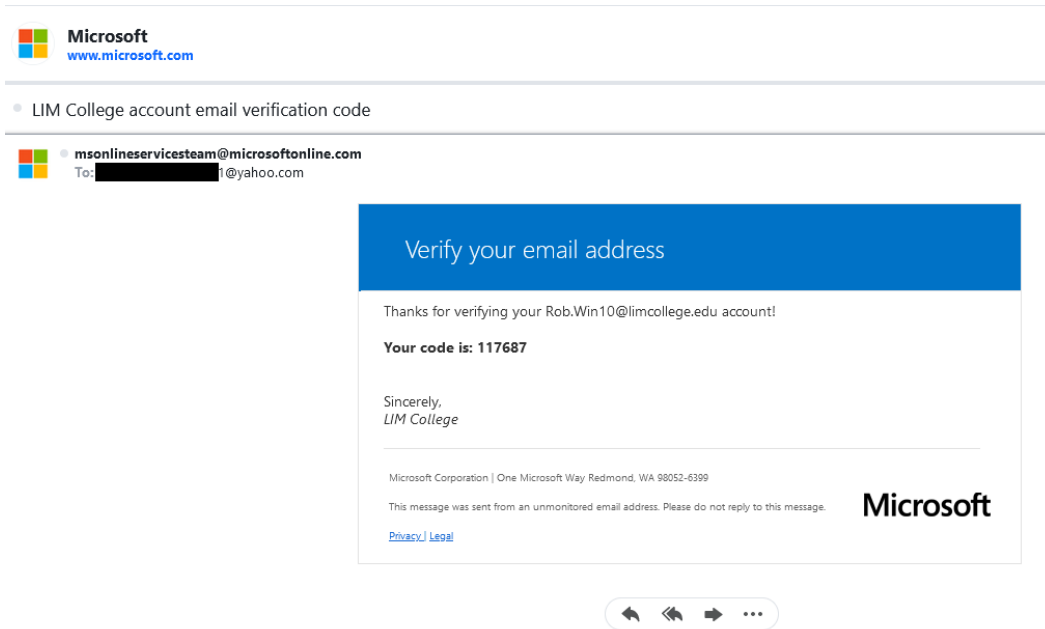 Microsoft
www.microsoft.com
LIM College account email verification code
msonlineservicesteam@microsoftonline.com
To: 1@yahoo.com
Verify your email address
Thanks for verifying your Rob.Win10@limcollege.edu account!
Your code is: 117687
Sincerely,
LIM College
Microsoft Corporation | One Microsoft Way Redmond, WA 98052-6399
This message was sent from an unmonitored email address. Please do not reply to this message.
Privacy | Legal
Microsoft